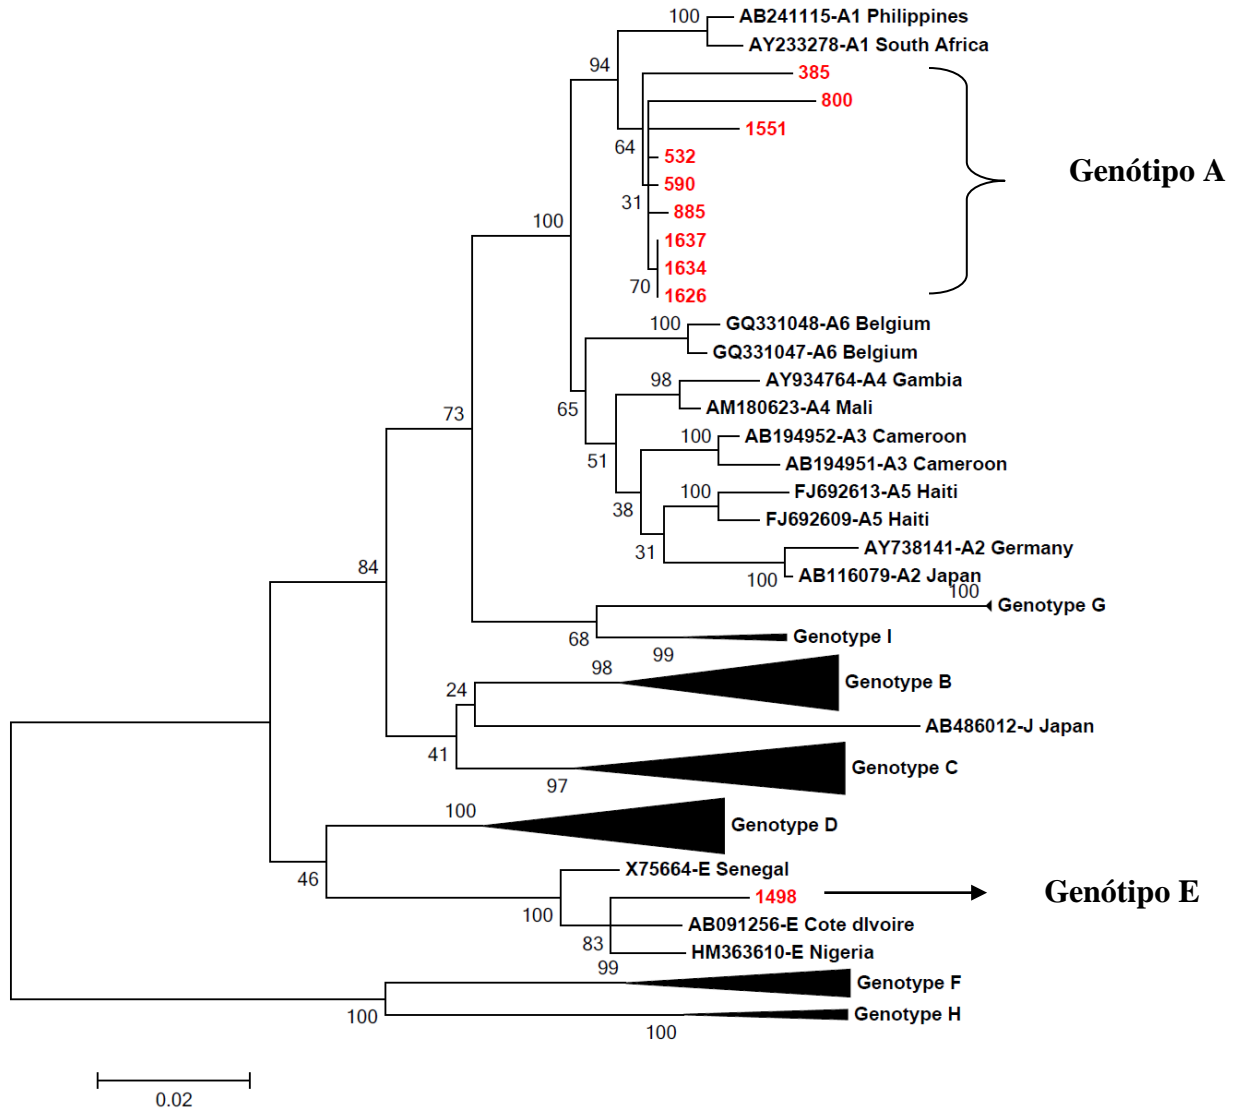 100
AB241115-A1 Philippines
AY233278-A1 South Africa
94
385
800
1551
64
532
590
31
885
1637
1634
70
1626
Genótipo A
100
100
GQ331048-A6 Belgium
GQ331047-A6 Belgium
98
AY934764-A4 Gambia
65
AM180623-A4 Mali
73
100
AB194952-A3 Cameroon
51
AB194951-A3 Cameroon
100
FJ692613-A5 Haiti
38
FJ692609-A5 Haiti
31
AY738141-A2 Germany
84
100
AB116079-A2 Japan
100
Genotype G
68
Genotype I
99
98
Genotype B
24
AB486012-J Japan
41
Genotype C
97
100
Genotype D
46
X75664-E Senegal
1498
Genótipo E
100
AB091256-E Cote dIvoire
83
HM363610-E Nigeria
99
Genotype F
100
Genotype H
100
0.02